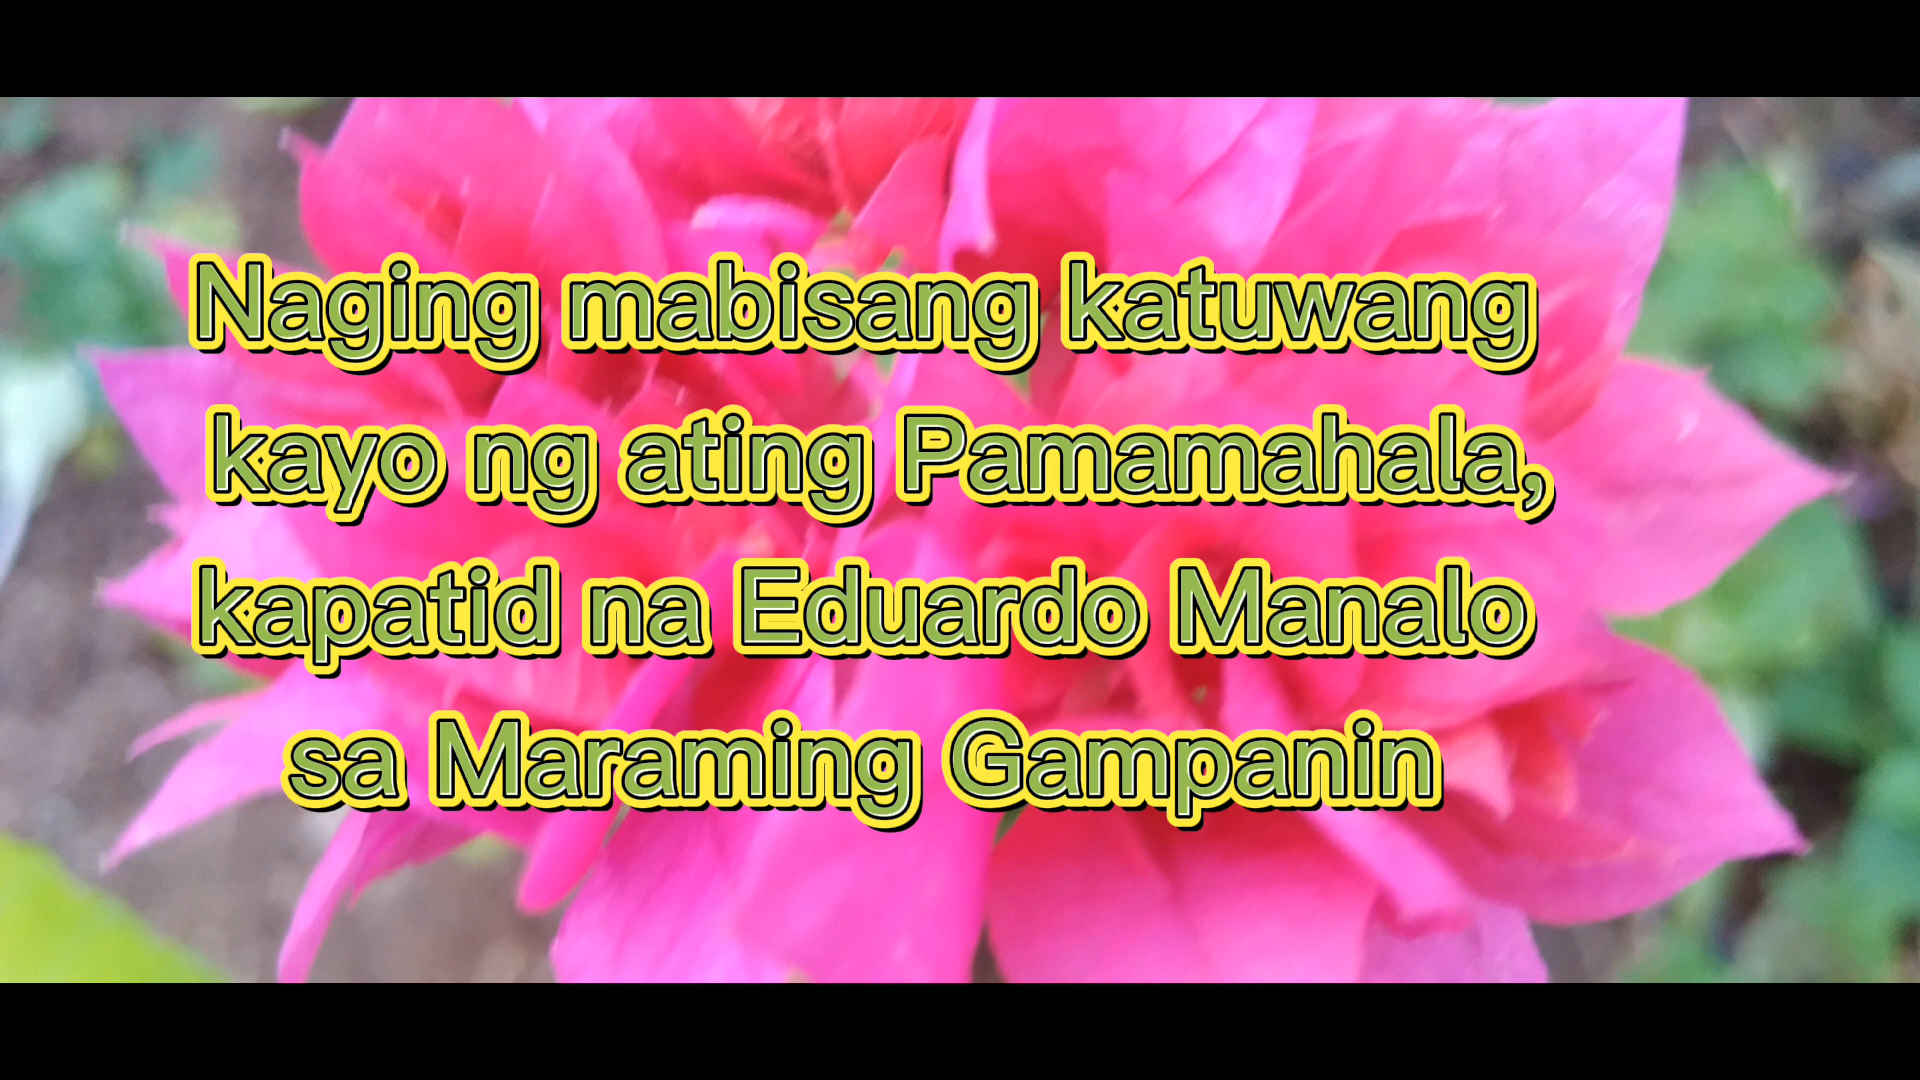 Naging mabisang katuwang
kayo ng ating Pamamahala,
kapatid na Eduardo Manalo
sa Maraming Gampanin